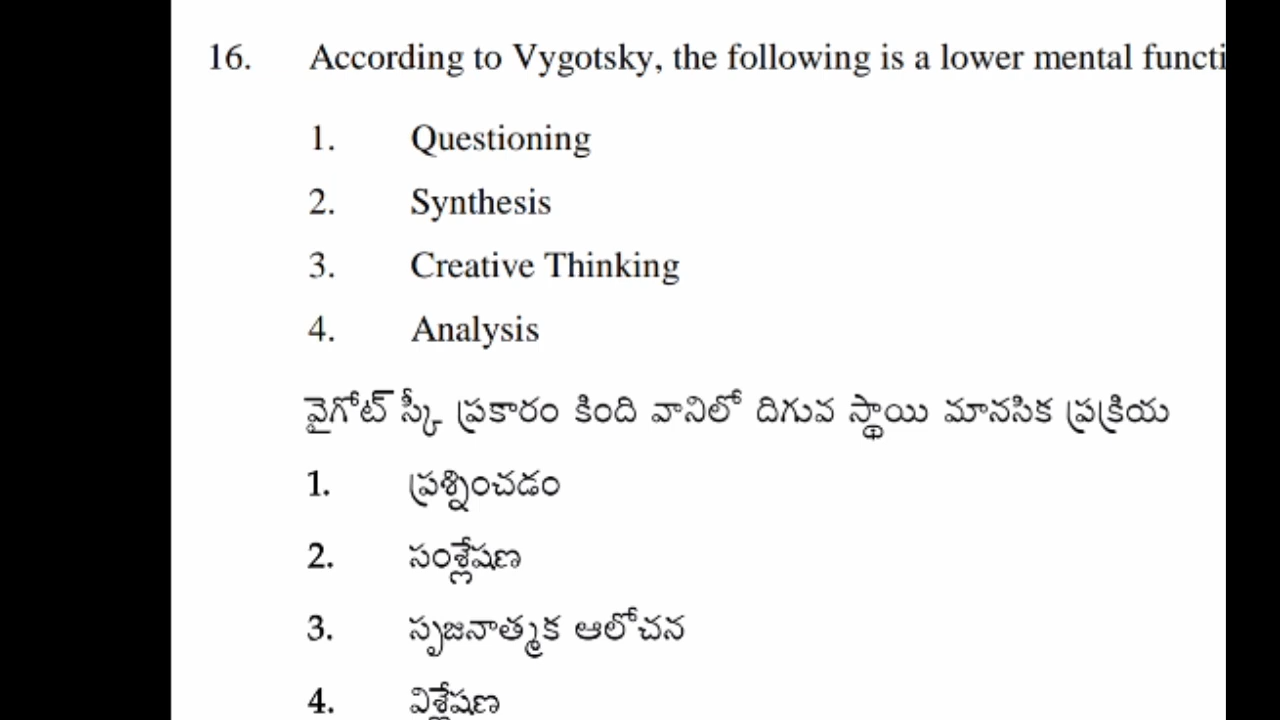 16. According to Vygotsky, the following is a lower mental functi
1. Questioning
2. Synthesis
3. Creative Thinking
4. Analysis
వైగోట్ స్కీ ప్రకారం కింది వానిలో దిగువ స్థాయి మానసిక ప్రక్రియ
1. ప్రశ్నించడం
2. సంశ్లేషణ
3. సృజనాత్మక ఆలోచన
4. విశ్లేషణ